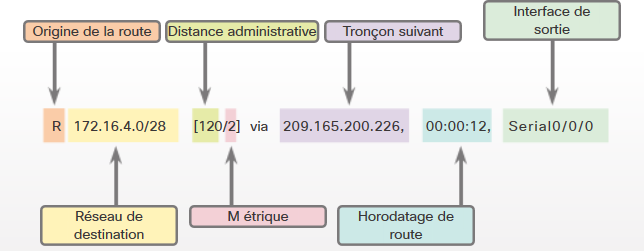 Interface de
sortie
Origine de la route
Distance administrative
Tronçon suivant
R 172.16.4.0/28 [120/2] via 209.165.200.226, 00:00:12, Serial0/0/0
Réseau de
destination
M étrique
Horodatage de
route